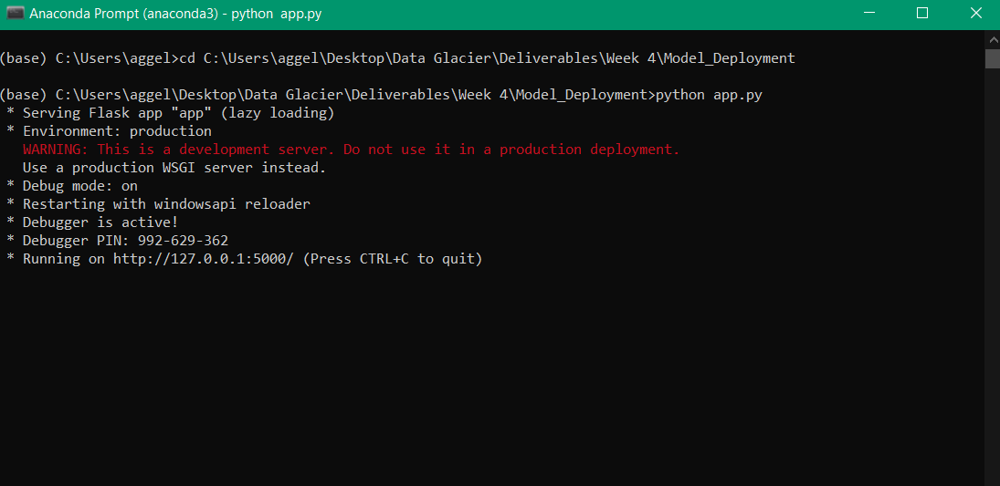 Anaconda Prompt (anaconda3) - python  app.py
(base) C:\Users\aggel>cd C:\Users\aggel\Desktop\Data Glacier\Deliverables\Week 4\Model_Deployment
(base) C:\Users\aggel\Desktop\Data Glacier\Deliverables\Week 4\Model_Deployment>python app.py
 * Serving Flask app "app" (lazy loading)
 * Environment: production
   WARNING: This is a development server. Do not use it in a production deployment.
   Use a production WSGI server instead.
 * Debug mode: on
 * Restarting with windowsapi reloader
 * Debugger is active!
 * Debugger PIN: 992-629-362
 * Running on http://127.0.0.1:5000/ (Press CTRL+C to quit)